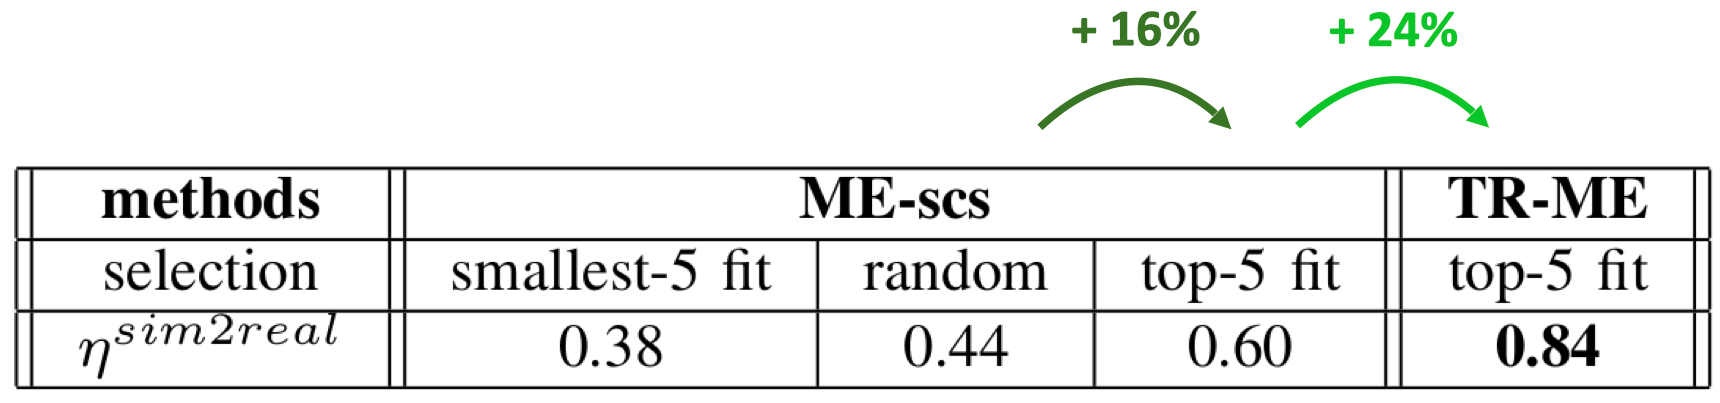 + 16% + 24%
methods ME-scs TR-ME
selection smallest-5 fit random top-5 fit top-5 fit
η^{sim2real} 0.38 0.44 0.60 0.84